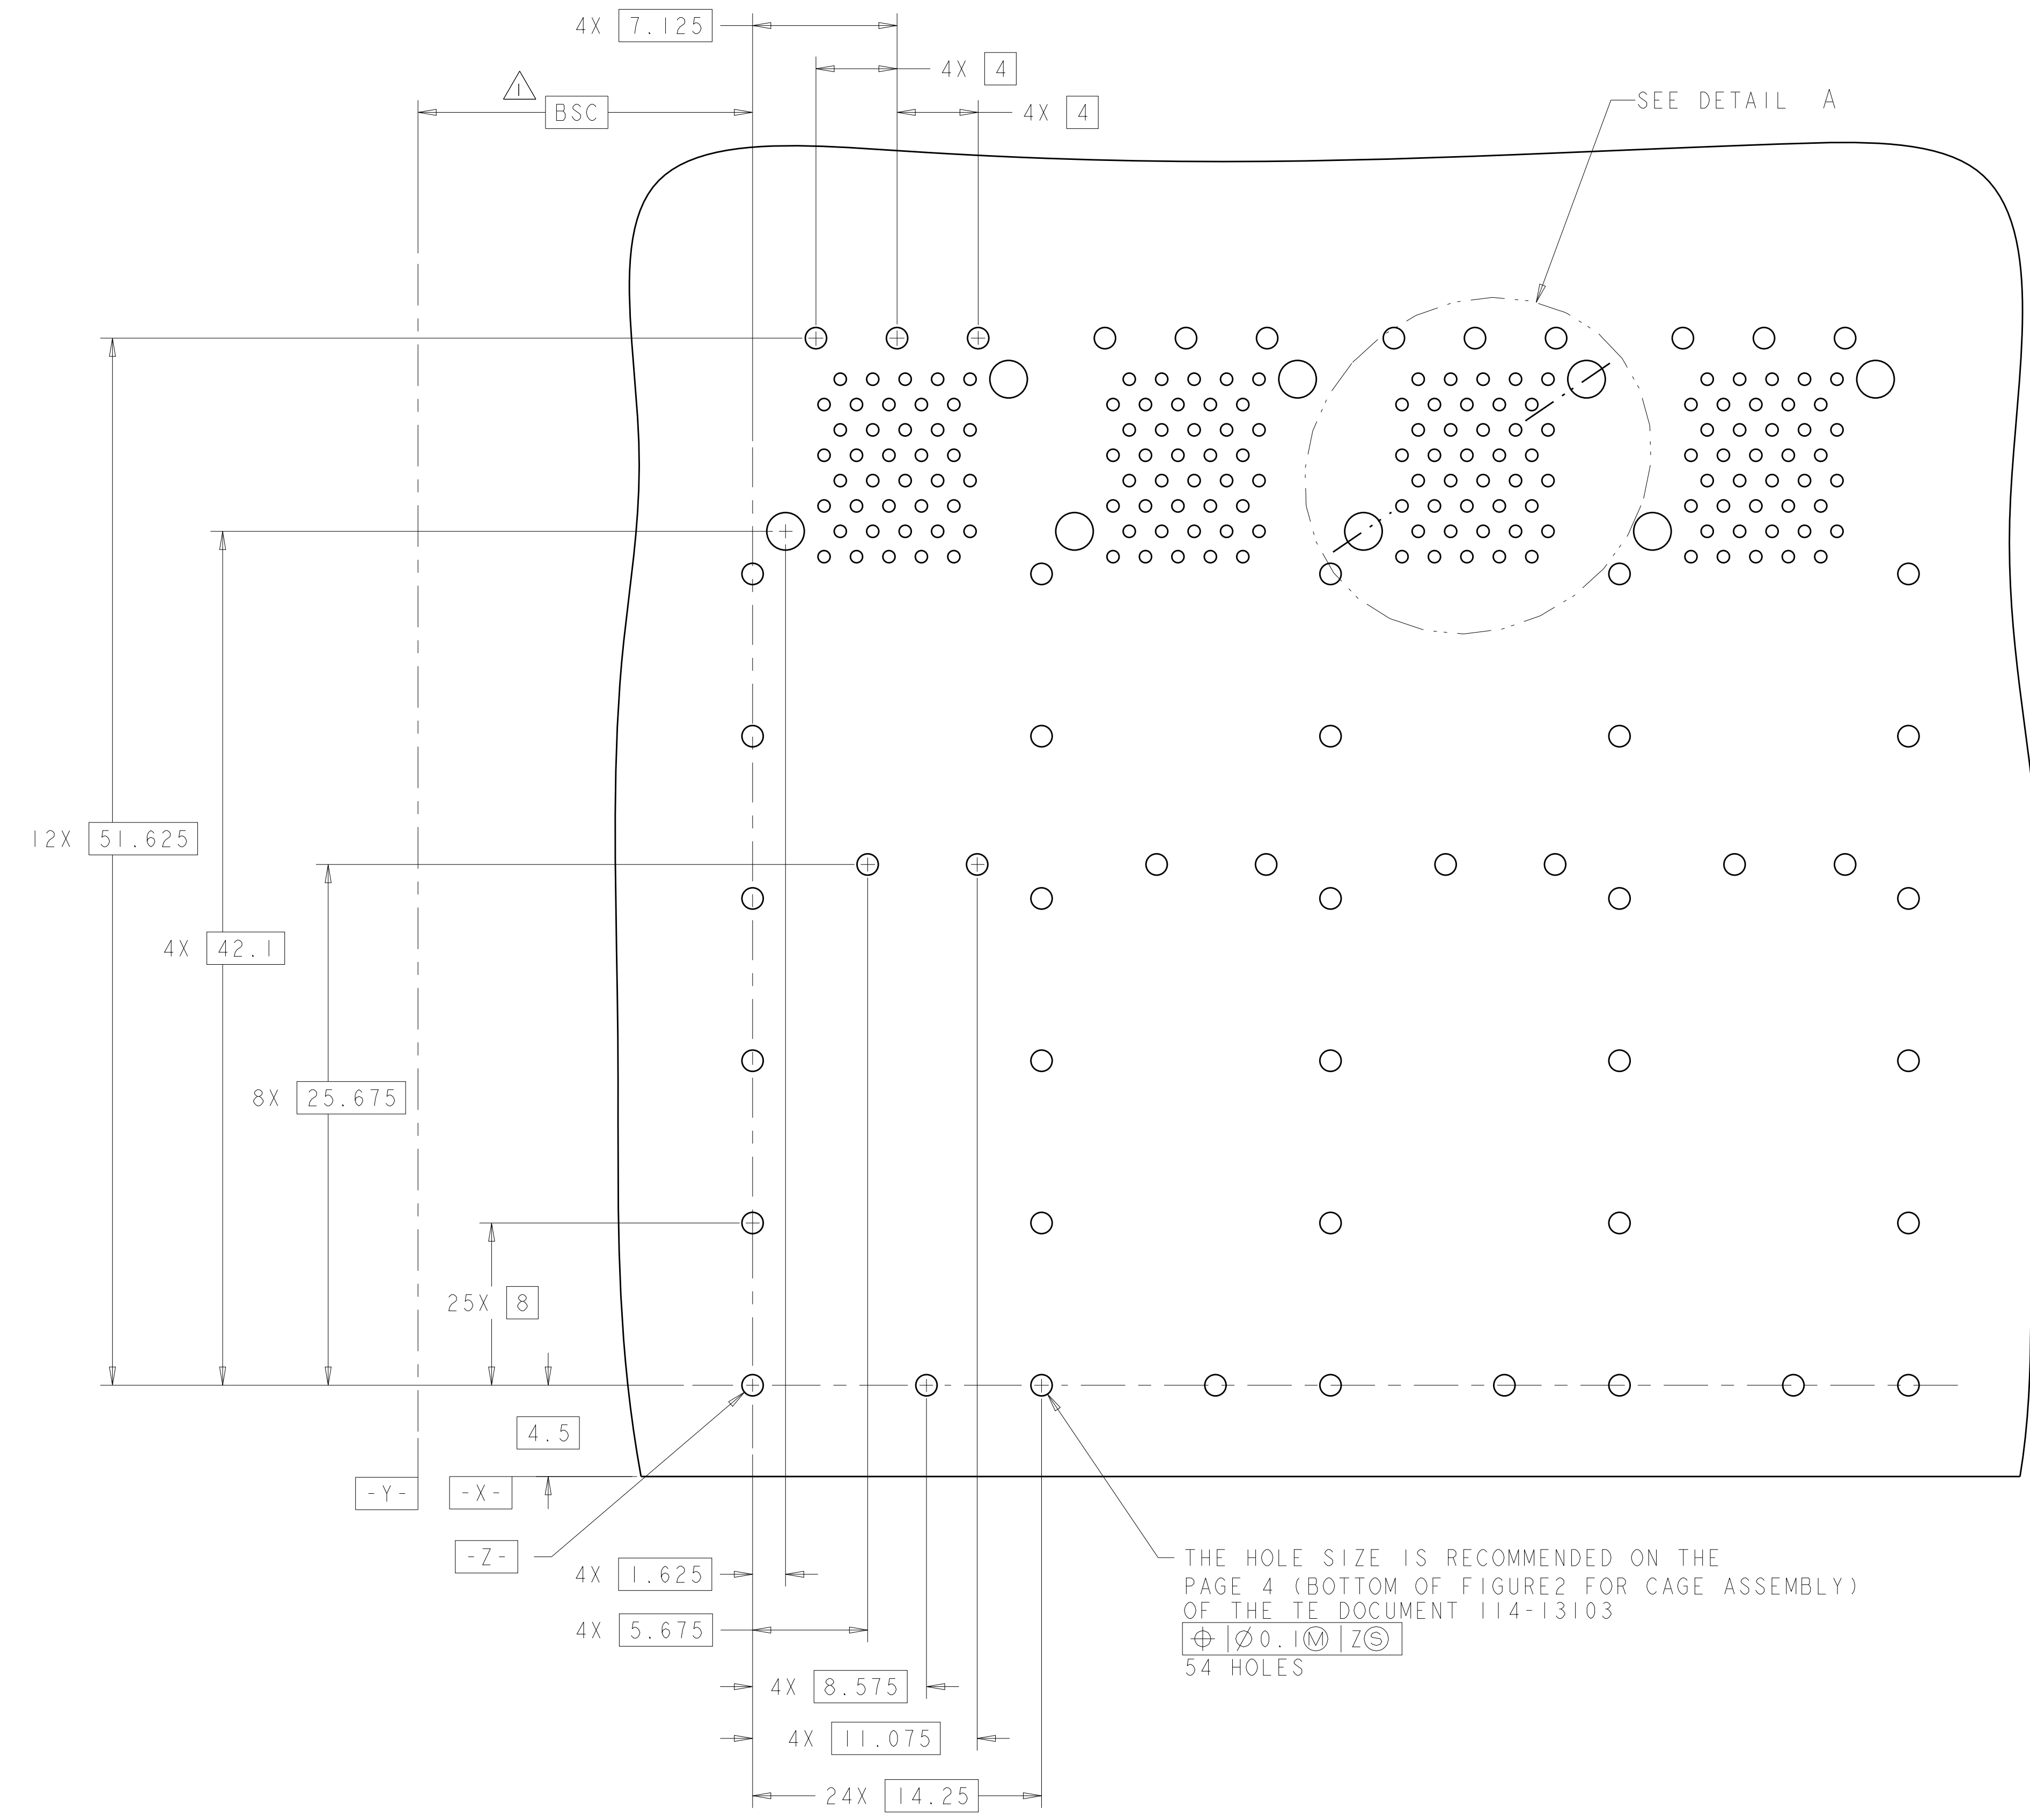 4X 7.125
4X 4
1
BSC
4X 4
SEE DETAIL A
12X 51.625
4X 42.1
8X 25.675
25X 8
4.5
-Y-
-X-
-Z-
4X 1.625
4X 5.675
4X 8.575
4X 11.075
24X 14.25
THE HOLE SIZE IS RECOMMENDED ON THE
PAGE 4 (BOTTOM OF FIGURE2 FOR CAGE ASSEMBLY)
OF THE TE DOCUMENT 114-13103
⌖ ⌀0.1Ⓜ ZⓈ
54 HOLES